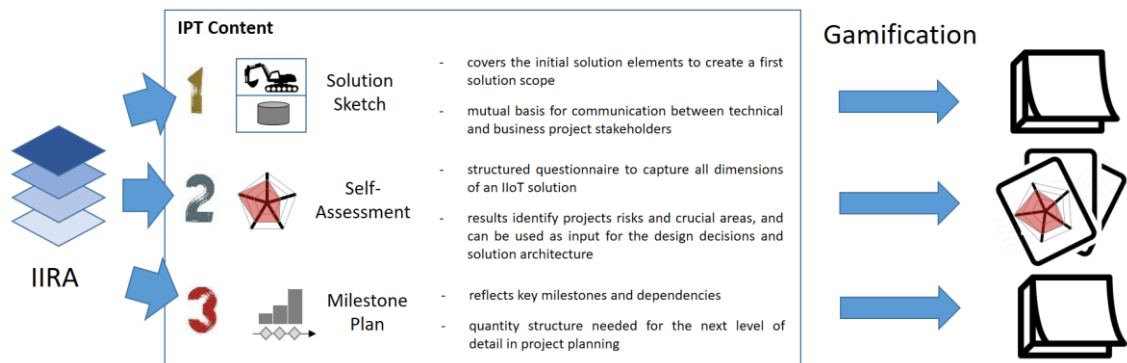 IPT Content
Gamification
1
Solution
Sketch
- covers the initial solution elements to create a first
solution scope
- mutual basis for communication between technical
and business project stakeholders
IIRA
2
Self-
Assessment
- structured questionnaire to capture all dimensions
of an IIoT solution
- results identify projects risks and crucial areas, and
can be used as input for the design decisions and
solution architecture
3
Milestone
Plan
- reflects key milestones and dependencies
- quantity structure needed for the next level of
detail in project planning